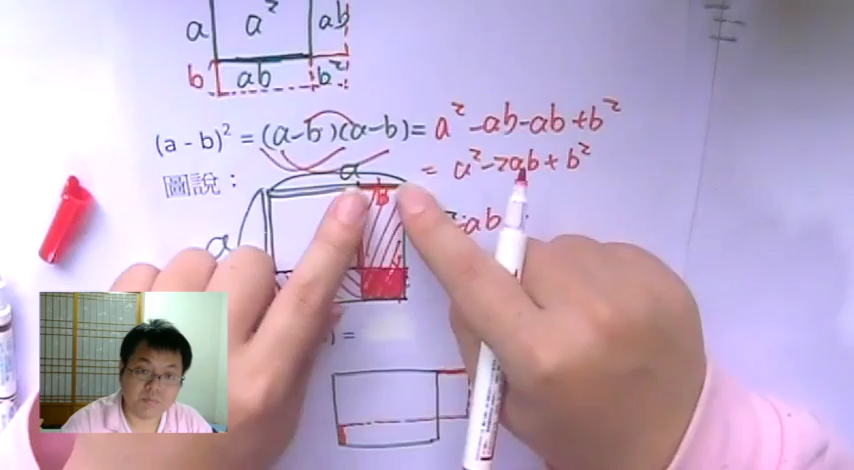 a a² ab
b ab b²
(a - b)² = (a-b)(a-b) = a² -ab-ab+b²
= a²-2ab+b²
圖說：
a
b
-ab
a
) =